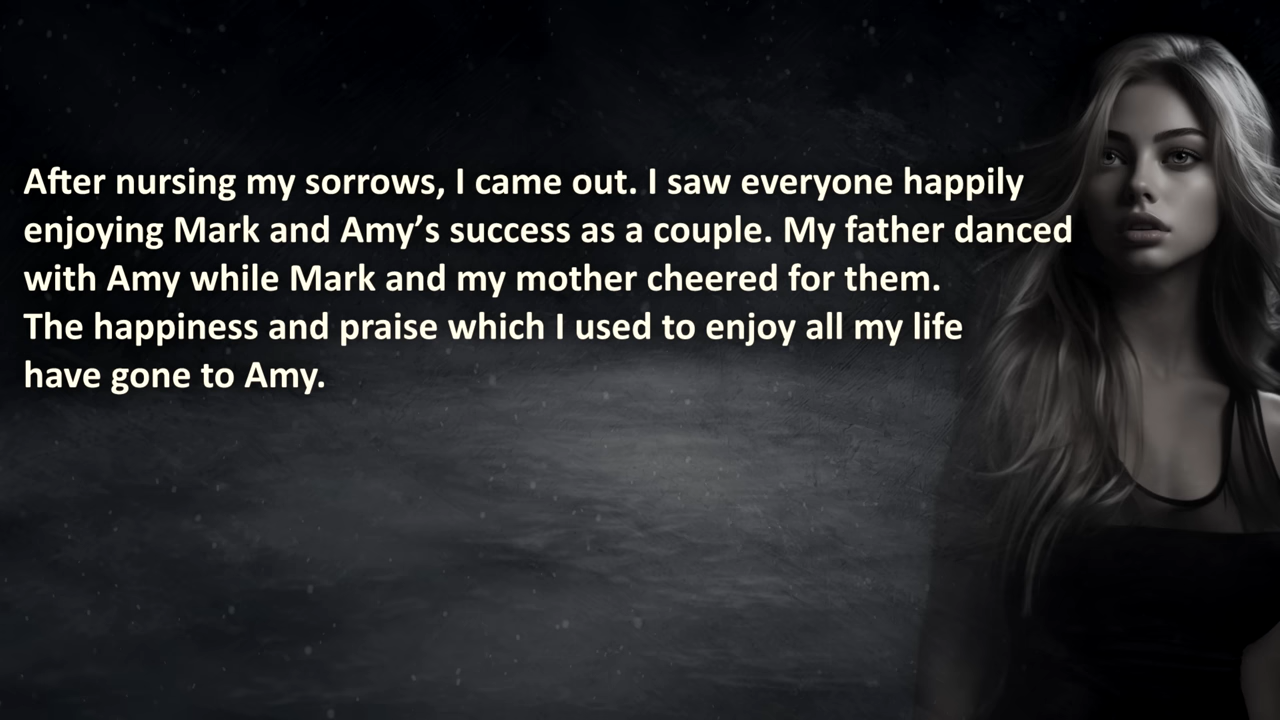 After nursing my sorrows, I came out. I saw everyone happily
enjoying Mark and Amy’s success as a couple. My father danced
with Amy while Mark and my mother cheered for them.
The happiness and praise which I used to enjoy all my life
have gone to Amy.